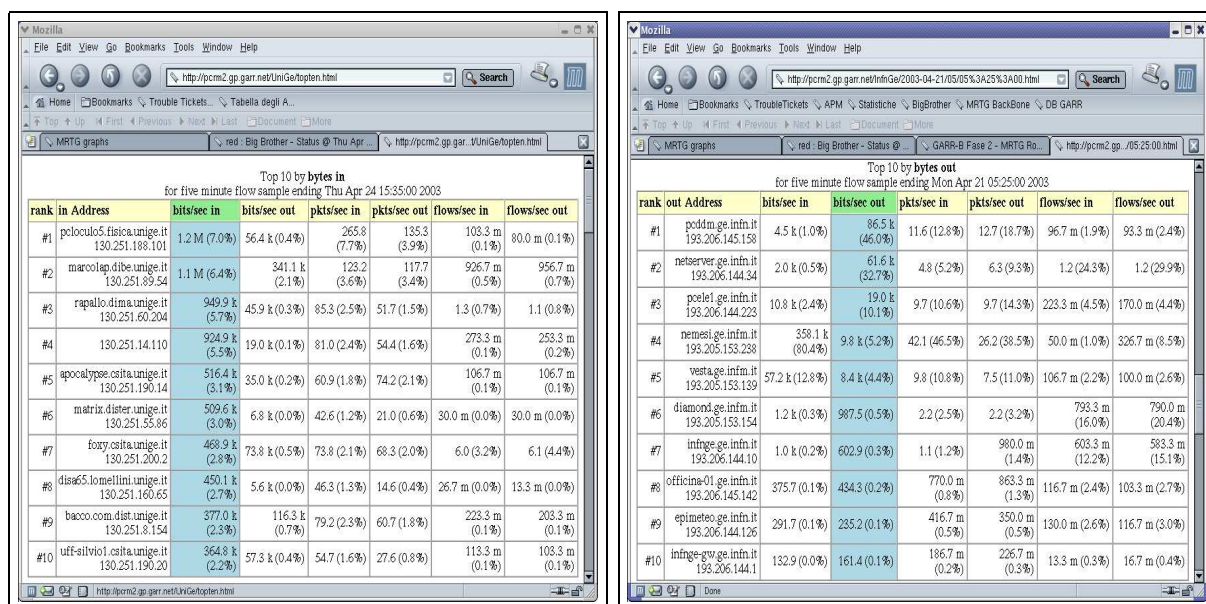 Mozilla
File Edit View Go Bookmarks Tools Window Help
http://pcrm2.gp.garr.net/UniGe/topten.html Search
Home Bookmarks Trouble Tickets... Tabella degli A...
Top Up First Previous Next Last Document More
MRTG graphs red : Big Brother - Status @ Thu Apr ... http://pcrm2.gp.gar..t/UniGe/topten.html
Top 10 by bytes in
for five minute flow sample ending Thu Apr 24 15:35:00 2003
rank in Address bits/sec in bits/sec out pkts/sec in pkts/sec out flows/sec in flows/sec out
#1 pcloculo5.fisica.unige.it 130.251.188.101 1.2 M (7.0%) 56.4 k (0.4%) 265.8 (7.7%) 135.3 (3.9%) 103.3 m (0.1%) 80.0 m (0.1%)
#2 marcolap.dibe.unige.it 130.251.89.54 1.1 M (6.4%) 341.1 k (2.1%) 123.2 (3.6%) 117.7 (3.4%) 926.7 m (0.5%) 956.7 m (0.7%)
#3 rapallo.dima.unige.it 130.251.60.204 949.9 k (5.7%) 45.9 k (0.3%) 85.3 (2.5%) 51.7 (1.5%) 1.3 (0.7%) 1.1 (0.8%)
#4 130.251.14.110 924.9 k (5.5%) 19.0 k (0.1%) 81.0 (2.4%) 54.4 (1.6%) 273.3 m (0.1%) 253.3 m (0.2%)
#5 apocalypse.csita.unige.it 130.251.190.14 516.4 k (3.1%) 35.0 k (0.2%) 60.9 (1.8%) 74.2 (2.1%) 106.7 m (0.1%) 106.7 m (0.1%)
#6 matrix.dister.unige.it 130.251.55.86 509.6 k (3.0%) 6.8 k (0.0%) 42.6 (1.2%) 21.0 (0.6%) 30.0 m (0.0%) 30.0 m (0.0%)
#7 foxy.csita.unige.it 130.251.200.2 468.9 k (2.8%) 73.8 k (0.5%) 73.8 (2.1%) 68.3 (2.0%) 6.0 (3.2%) 6.1 (4.4%)
#8 disa65.lomellini.unige.it 130.251.160.65 450.1 k (2.7%) 5.6 k (0.0%) 46.3 (1.3%) 14.6 (0.4%) 26.7 m (0.0%) 13.3 m (0.0%)
#9 bacco.com.dist.unige.it 130.251.8.154 377.0 k (2.3%) 116.3 k (0.7%) 79.2 (2.3%) 60.7 (1.8%) 223.3 m (0.1%) 203.3 m (0.1%)
#10 uff-silvio1.csita.unige.it 130.251.190.20 364.8 k (2.2%) 57.3 k (0.4%) 54.7 (1.6%) 27.6 (0.8%) 113.3 m (0.1%) 103.3 m (0.1%)
http://pcrm2.gp.garr.net/UniGe/topten.html
Mozilla
File Edit View Go Bookmarks Tools Window Help
http://pcrm2.gp.garr.net/InfnGe/2003-04-21/05/05%3A25%3A00.html Search
Home Bookmarks TroubleTickets APM Statistiche BigBrother MRTG BackBone DB GARR
Top Up First Previous Next Last Document More
MRTG graphs red : Big Brother - Status @ ... GARR-B Fase 2 - MRTG Ro... http://pcrm2.gp.../05:25:00.html
Top 10 by bytes out
for five minute flow sample ending Mon Apr 21 05:25:00 2003
rank out Address bits/sec in bits/sec out pkts/sec in pkts/sec out flows/sec in flows/sec out
#1 pcddm.ge.infn.it 193.206.145.158 4.5 k (1.0%) 86.5 k (46.0%) 11.6 (12.8%) 12.7 (18.7%) 96.7 m (1.9%) 93.3 m (2.4%)
#2 netserver.ge.infn.it 193.206.144.34 2.0 k (0.5%) 61.6 k (32.7%) 4.8 (5.2%) 6.3 (9.3%) 1.2 (24.3%) 1.2 (29.9%)
#3 pcele1.ge.infn.it 193.206.144.223 10.8 k (2.4%) 19.0 k (10.1%) 9.7 (10.6%) 9.7 (14.3%) 223.3 m (4.5%) 170.0 m (4.4%)
#4 nemesi.ge.infm.it 193.205.153.238 358.1 k (80.4%) 9.8 k (5.2%) 42.1 (46.5%) 26.2 (38.5%) 50.0 m (1.0%) 326.7 m (8.5%)
#5 vesta.ge.infm.it 193.205.153.139 57.2 k (12.8%) 8.4 k (4.4%) 9.8 (10.8%) 7.5 (11.0%) 106.7 m (2.2%) 100.0 m (2.6%)
#6 diamond.ge.infm.it 193.205.153.154 1.2 k (0.3%) 987.5 (0.5%) 2.2 (2.5%) 2.2 (3.2%) 793.3 m (16.0%) 790.0 m (20.4%)
#7 infnge.ge.infn.it 193.206.144.10 1.0 k (0.2%) 602.9 (0.3%) 1.1 (1.2%) 980.0 m (1.4%) 603.3 m (12.2%) 583.3 m (15.1%)
#8 officina-01.ge.infn.it 193.206.145.142 375.7 (0.1%) 434.3 (0.2%) 770.0 m (0.8%) 863.3 m (1.3%) 116.7 m (2.4%) 103.3 m (2.7%)
#9 epimeteo.ge.infn.it 193.206.144.126 291.7 (0.1%) 235.2 (0.1%) 416.7 m (0.5%) 350.0 m (0.5%) 130.0 m (2.6%) 116.7 m (3.0%)
#10 infnge-gw.ge.infn.it 193.206.144.1 132.9 (0.0%) 161.4 (0.1%) 186.7 m (0.2%) 226.7 m (0.3%) 13.3 m (0.3%) 16.7 m (0.4%)
Done